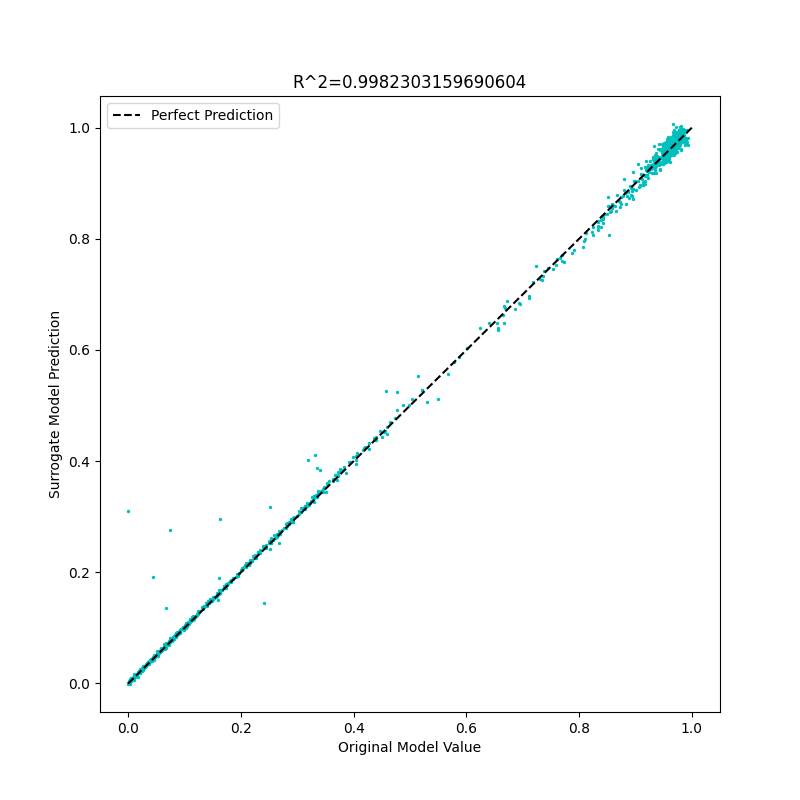 R^2=0.9982303159690604
Perfect Prediction
1.0
0.8
0.6
0.4
0.2
0.0
Surrogate Model Prediction
0.0 0.2 0.4 0.6 0.8 1.0
Original Model Value